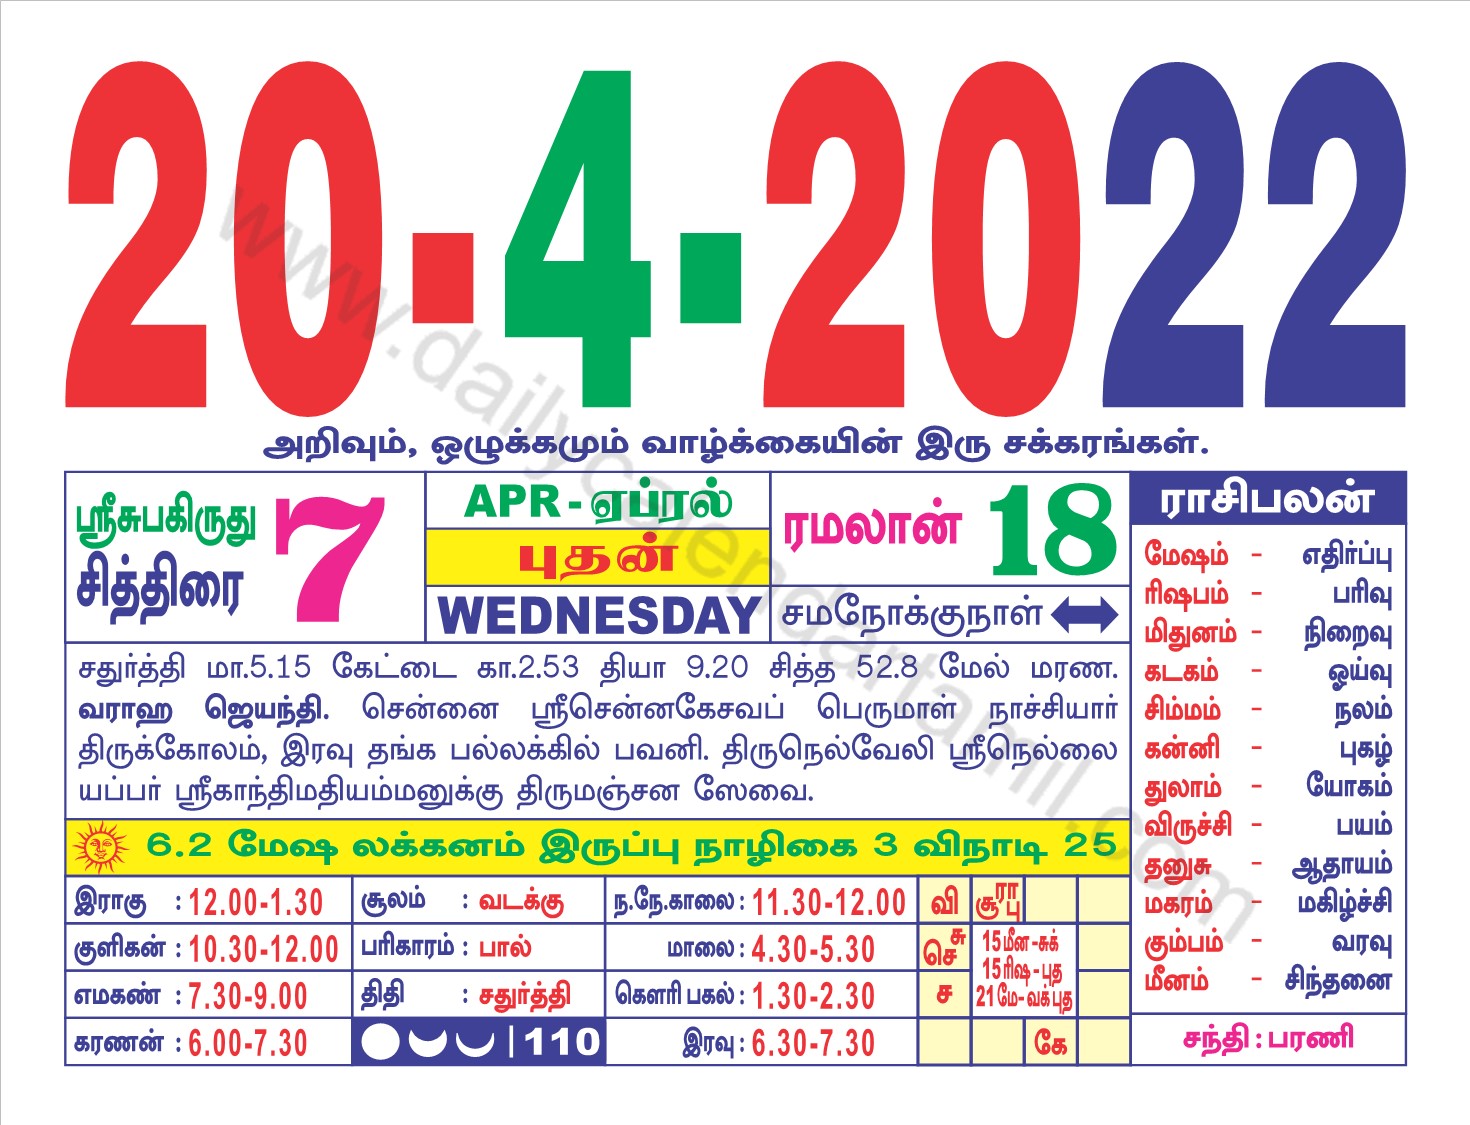 20-4-2022
அறிவும், ஒழுக்கமும் வாழ்க்கையின் இரு சக்கரங்கள்.
ஸ்ரீசுபகிருது
சித்திரை 7
APR - ஏப்ரல்
புதன்
WEDNESDAY
ரமலான் 18
சமநோக்குநாள்
சதுர்த்தி மா.5.15 கேட்டை கா.2.53 தியா 9.20 சித்த 52.8 மேல் மரண.
வராஹ ஜெயந்தி. சென்னை ஸ்ரீசென்னகேசவப் பெருமாள் நாச்சியார்
திருக்கோலம், இரவு தங்க பல்லக்கில் பவனி. திருநெல்வேலி ஸ்ரீநெல்லை
யப்பர் ஸ்ரீகாந்திமதியம்மனுக்கு திருமஞ்சன ஸேவை.
6.2 மேஷ லக்கனம் இருப்பு நாழிகை 3 விநாடி 25
இராகு : 12.00-1.30
குளிகன் : 10.30-12.00
எமகண் : 7.30-9.00
கரணன் : 6.00-7.30
சூலம் : வடக்கு
பரிகாரம் : பால்
திதி : சதுர்த்தி
110
ந.நே.காலை : 11.30-12.00
மாலை : 4.30-5.30
கௌரி பகல் : 1.30-2.30
இரவு : 6.30-7.30
வி
சூ ரா பு
செ சு
ச
15 மீன - சுக்
15 ரிஷ - புத
21 மே - வக் புத
கே
ராசிபலன்
மேஷம் - எதிர்ப்பு
ரிஷபம் - பரிவு
மிதுனம் - நிறைவு
கடகம் - ஓய்வு
சிம்மம் - நலம்
கன்னி - புகழ்
துலாம் - யோகம்
விருச்சி - பயம்
தனுசு - ஆதாயம்
மகரம் - மகிழ்ச்சி
கும்பம் - வரவு
மீனம் - சிந்தனை
சந்தி : பரணி
www.dailycalendartamil.com